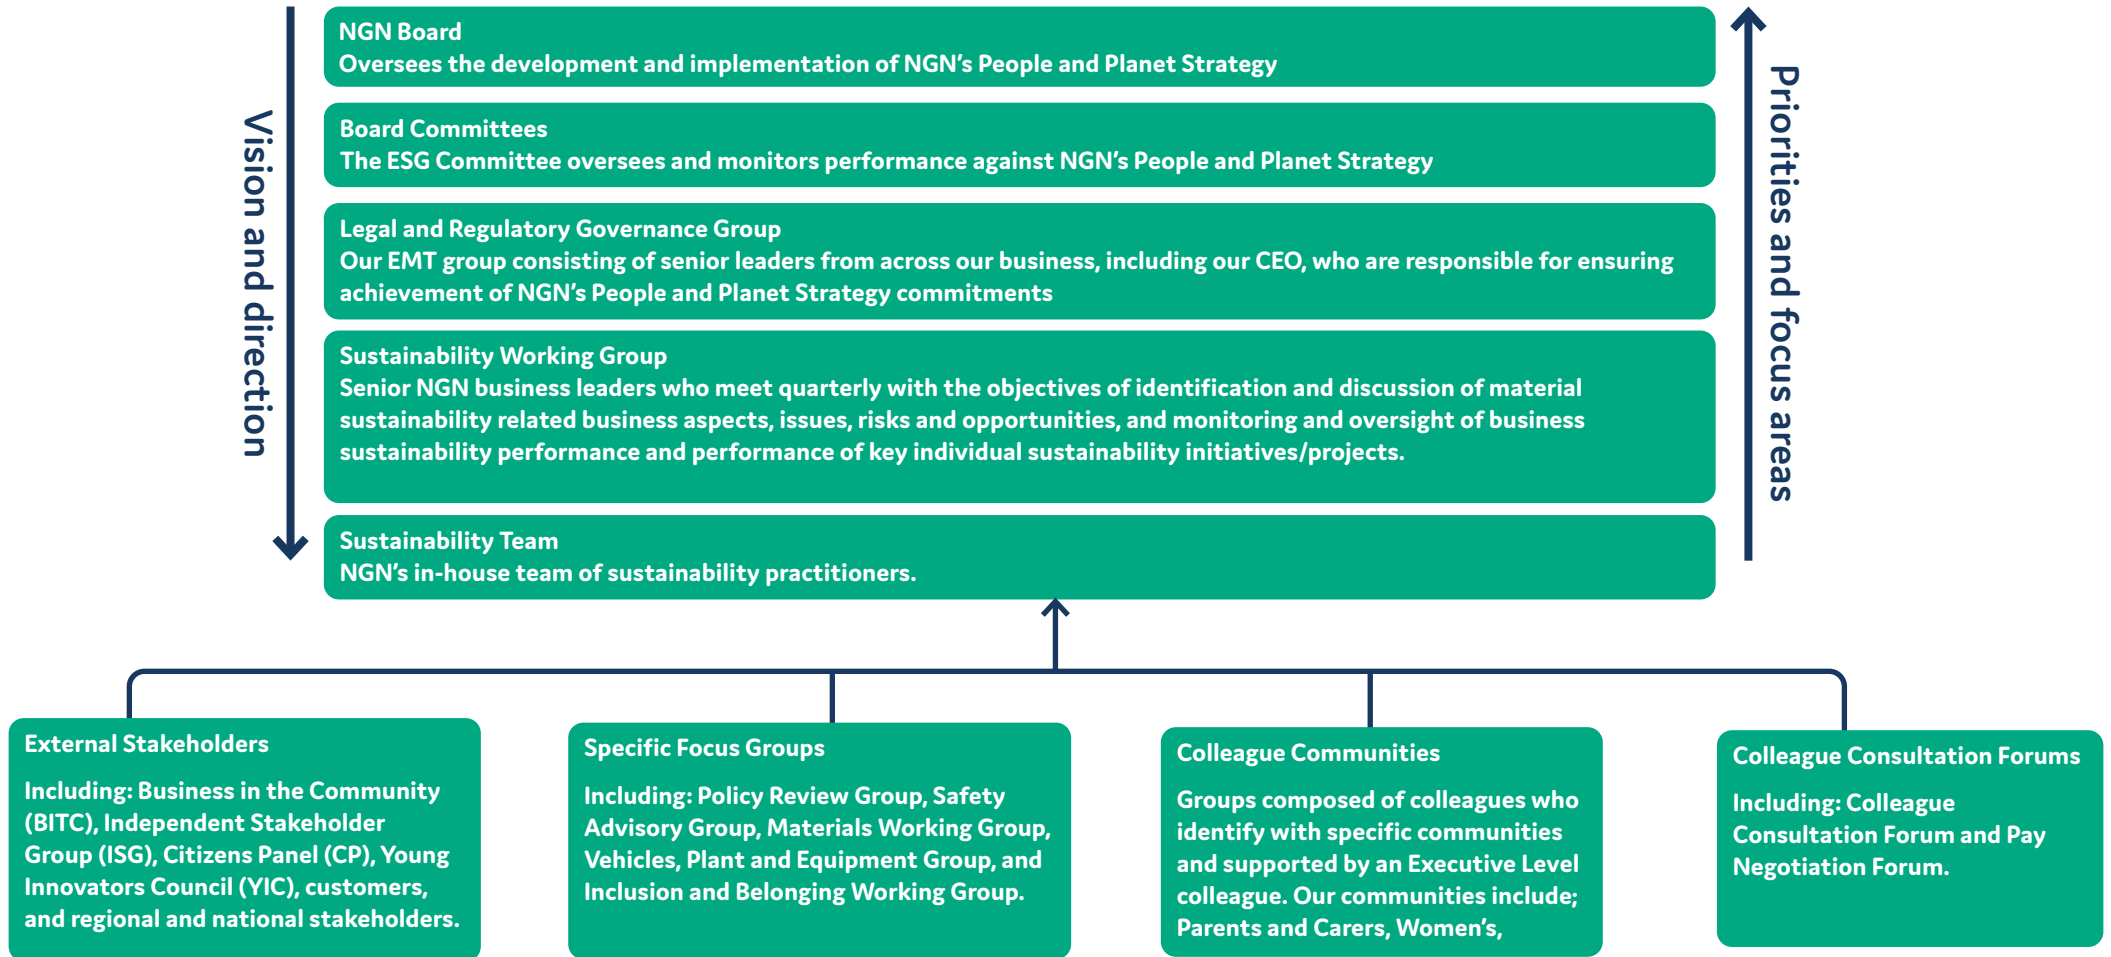 NGN Board
Oversees the development and implementation of NGN's People and Planet Strategy
Board Committees
The ESG Committee oversees and monitors performance against NGN's People and Planet Strategy
Legal and Regulatory Governance Group
Our EMT group consisting of senior leaders from across our business, including our CEO, who are responsible for ensuring
achievement of NGN's People and Planet Strategy commitments
Sustainability Working Group
Senior NGN business leaders who meet quarterly with the objectives of identification and discussion of material
sustainability related business aspects, issues, risks and opportunities, and monitoring and oversight of business
sustainability performance and performance of key individual sustainability initiatives/projects.
Sustainability Team
NGN's in-house team of sustainability practitioners.
Vision and direction
Priorities and focus areas
External Stakeholders
Including: Business in the Community
(BITC), Independent Stakeholder
Group (ISG), Citizens Panel (CP), Young
Innovators Council (YIC), customers,
and regional and national stakeholders.
Specific Focus Groups
Including: Policy Review Group, Safety
Advisory Group, Materials Working Group,
Vehicles, Plant and Equipment Group, and
Inclusion and Belonging Working Group.
Colleague Communities
Groups composed of colleagues who
identify with specific communities
and supported by an Executive Level
colleague. Our communities include;
Parents and Carers, Women's,
Colleague Consultation Forums
Including: Colleague
Consultation Forum and Pay
Negotiation Forum.